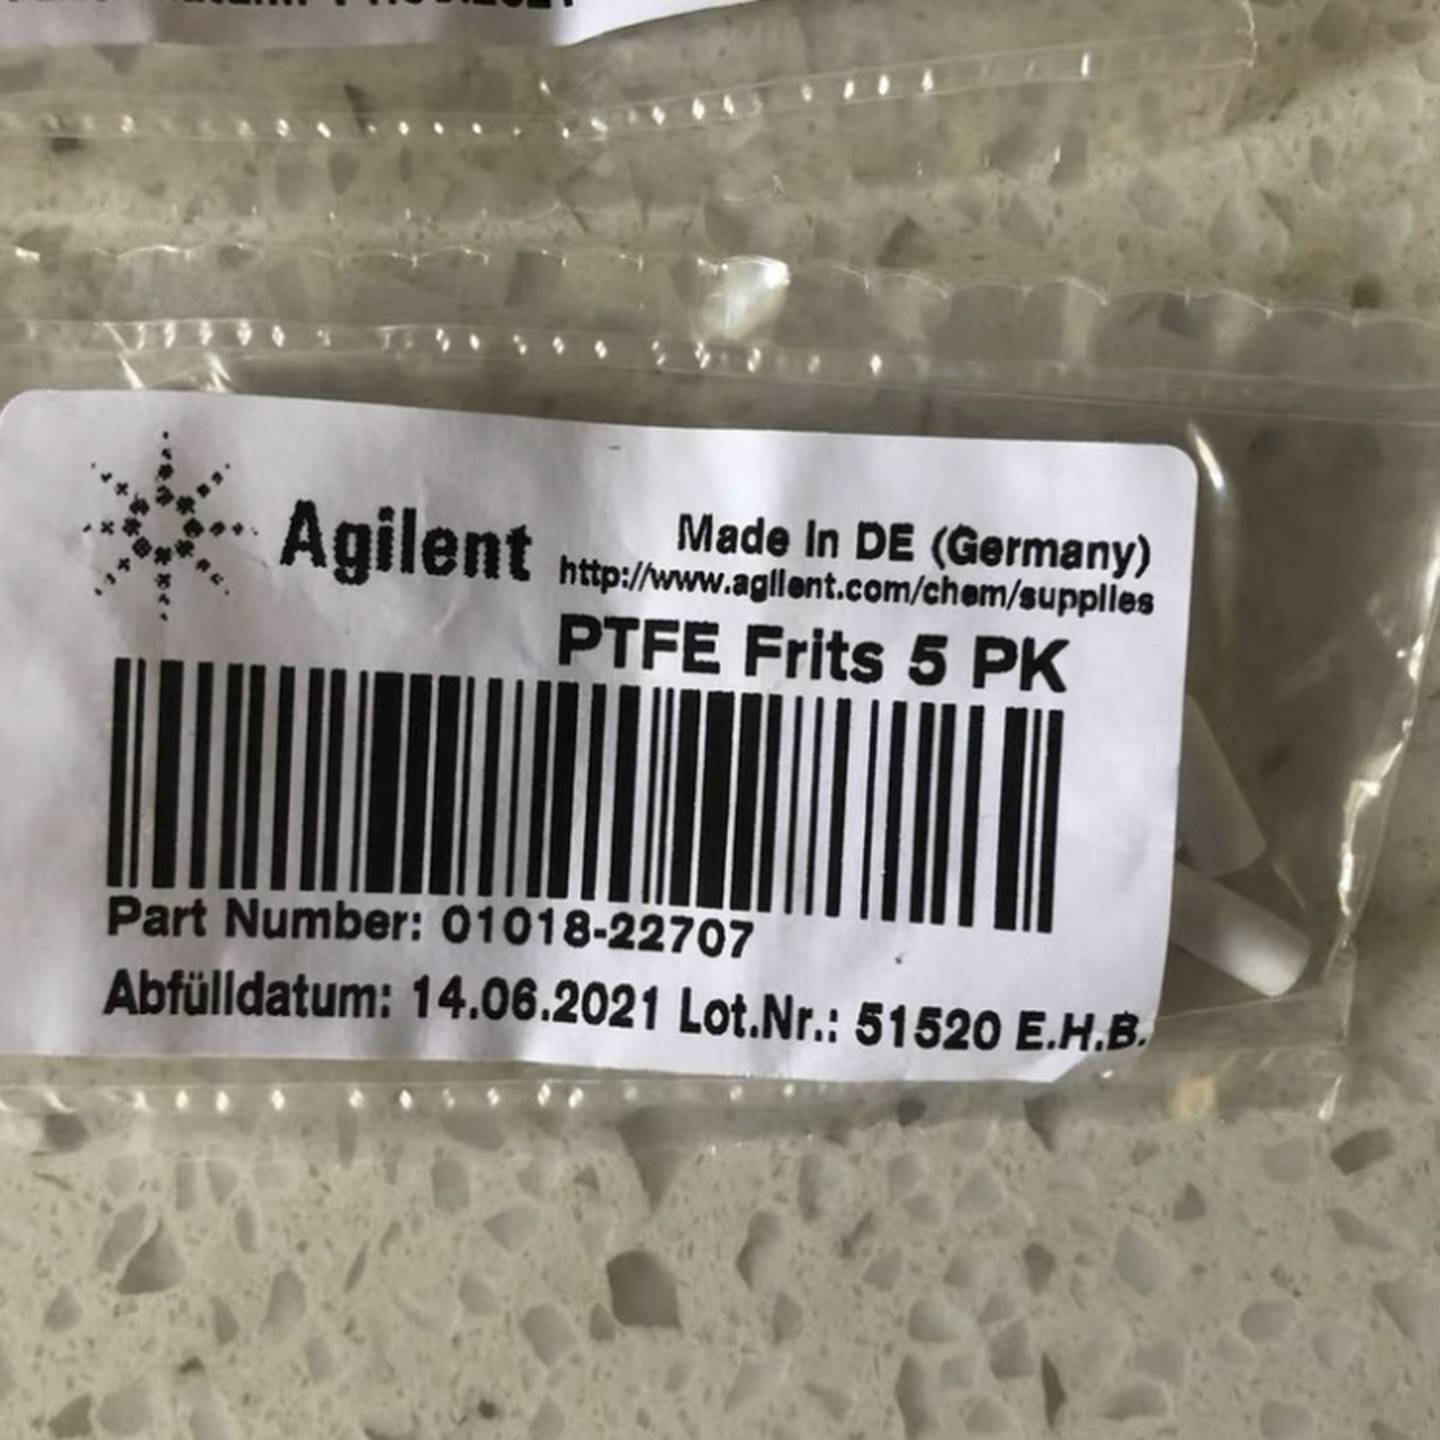 Agilent
Made in DE (Germany)
http://www.agilent.com/chem/supplies
PTFE Frits 5 PK
Part Number: 01018-22707
Abfülldatum: 14.06.2021 Lot.Nr.: 51520 E.H.B.